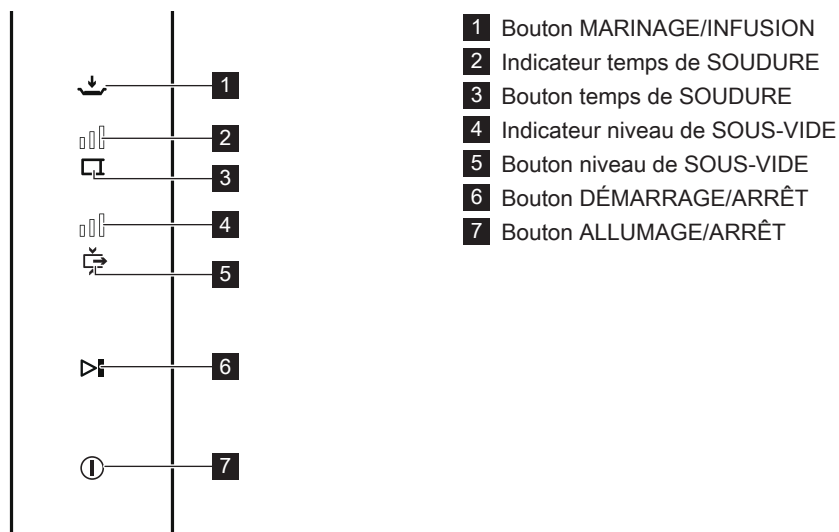 1
2
3
4
5
6
7
1 Bouton MARINAGE/INFUSION
2 Indicateur temps de SOUDURE
3 Bouton temps de SOUDURE
4 Indicateur niveau de SOUS-VIDE
5 Bouton niveau de SOUS-VIDE
6 Bouton DÉMARRAGE/ARRÊT
7 Bouton ALLUMAGE/ARRÊT